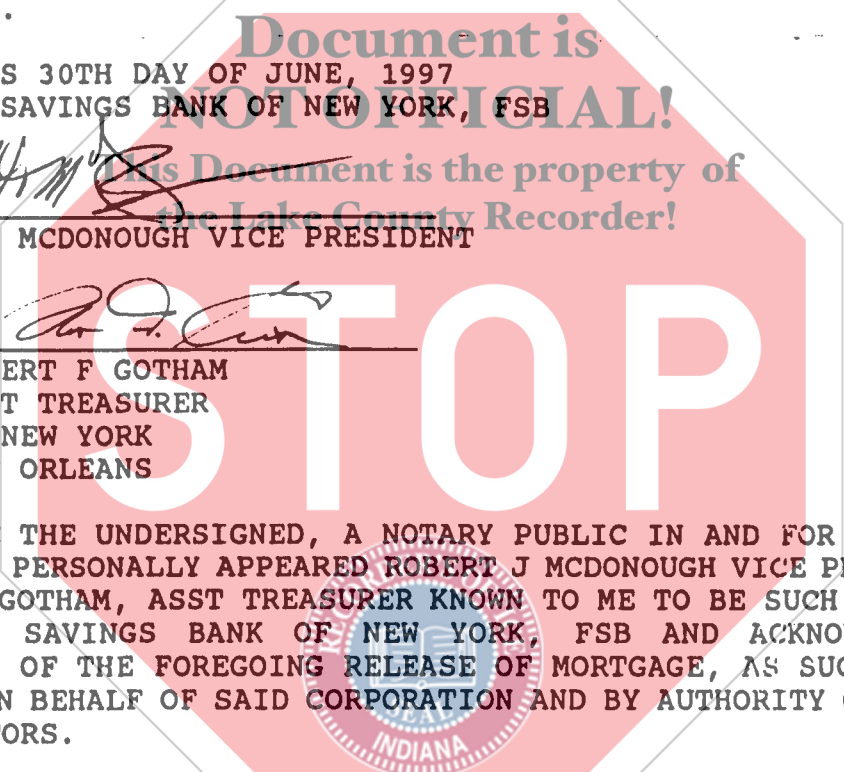 Document is
S 30TH DAY OF JUNE, 1997
SAVINGS BANK OF NEW YORK, FSB
NOT OFFICIAL!
This Document is the property of
the Lake County Recorder!
MCDONOUGH VICE PRESIDENT
STOP
ERT F GOTHAM
T TREASURER
NEW YORK
ORLEANS
THE UNDERSIGNED, A NOTARY PUBLIC IN AND FOR
PERSONALLY APPEARED ROBERT J MCDONOUGH VICE P
GOTHAM, ASST TREASURER KNOWN TO ME TO BE SUCH
SAVINGS BANK OF NEW YORK, FSB AND ACKNO
OF THE FOREGOING RELEASE OF MORTGAGE, AS SUC
N BEHALF OF SAID CORPORATION AND BY AUTHORITY
TORS.
SEAL
INDIANA